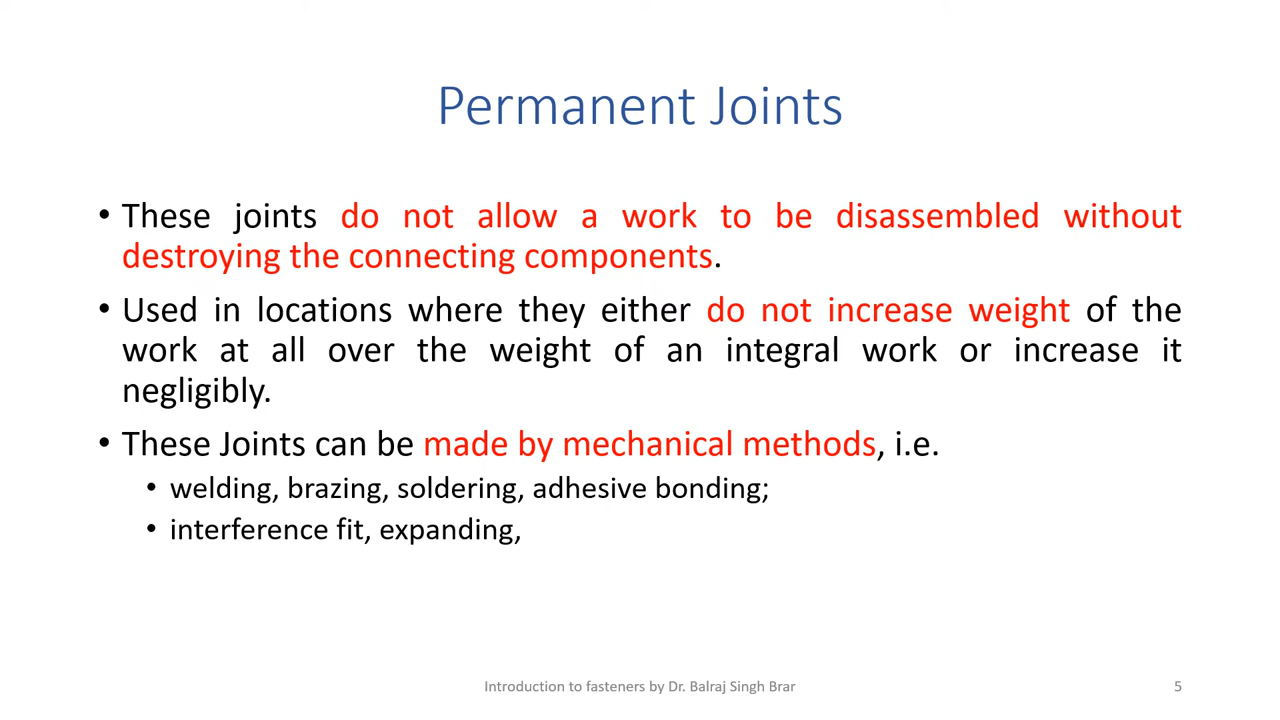 Permanent Joints
• These joints do not allow a work to be disassembled without
destroying the connecting components.
• Used in locations where they either do not increase weight of the
work at all over the weight of an integral work or increase it
negligibly.
• These Joints can be made by mechanical methods, i.e.
• welding, brazing, soldering, adhesive bonding;
• interference fit, expanding,
Introduction to fasteners by Dr. Balraj Singh Brar
5